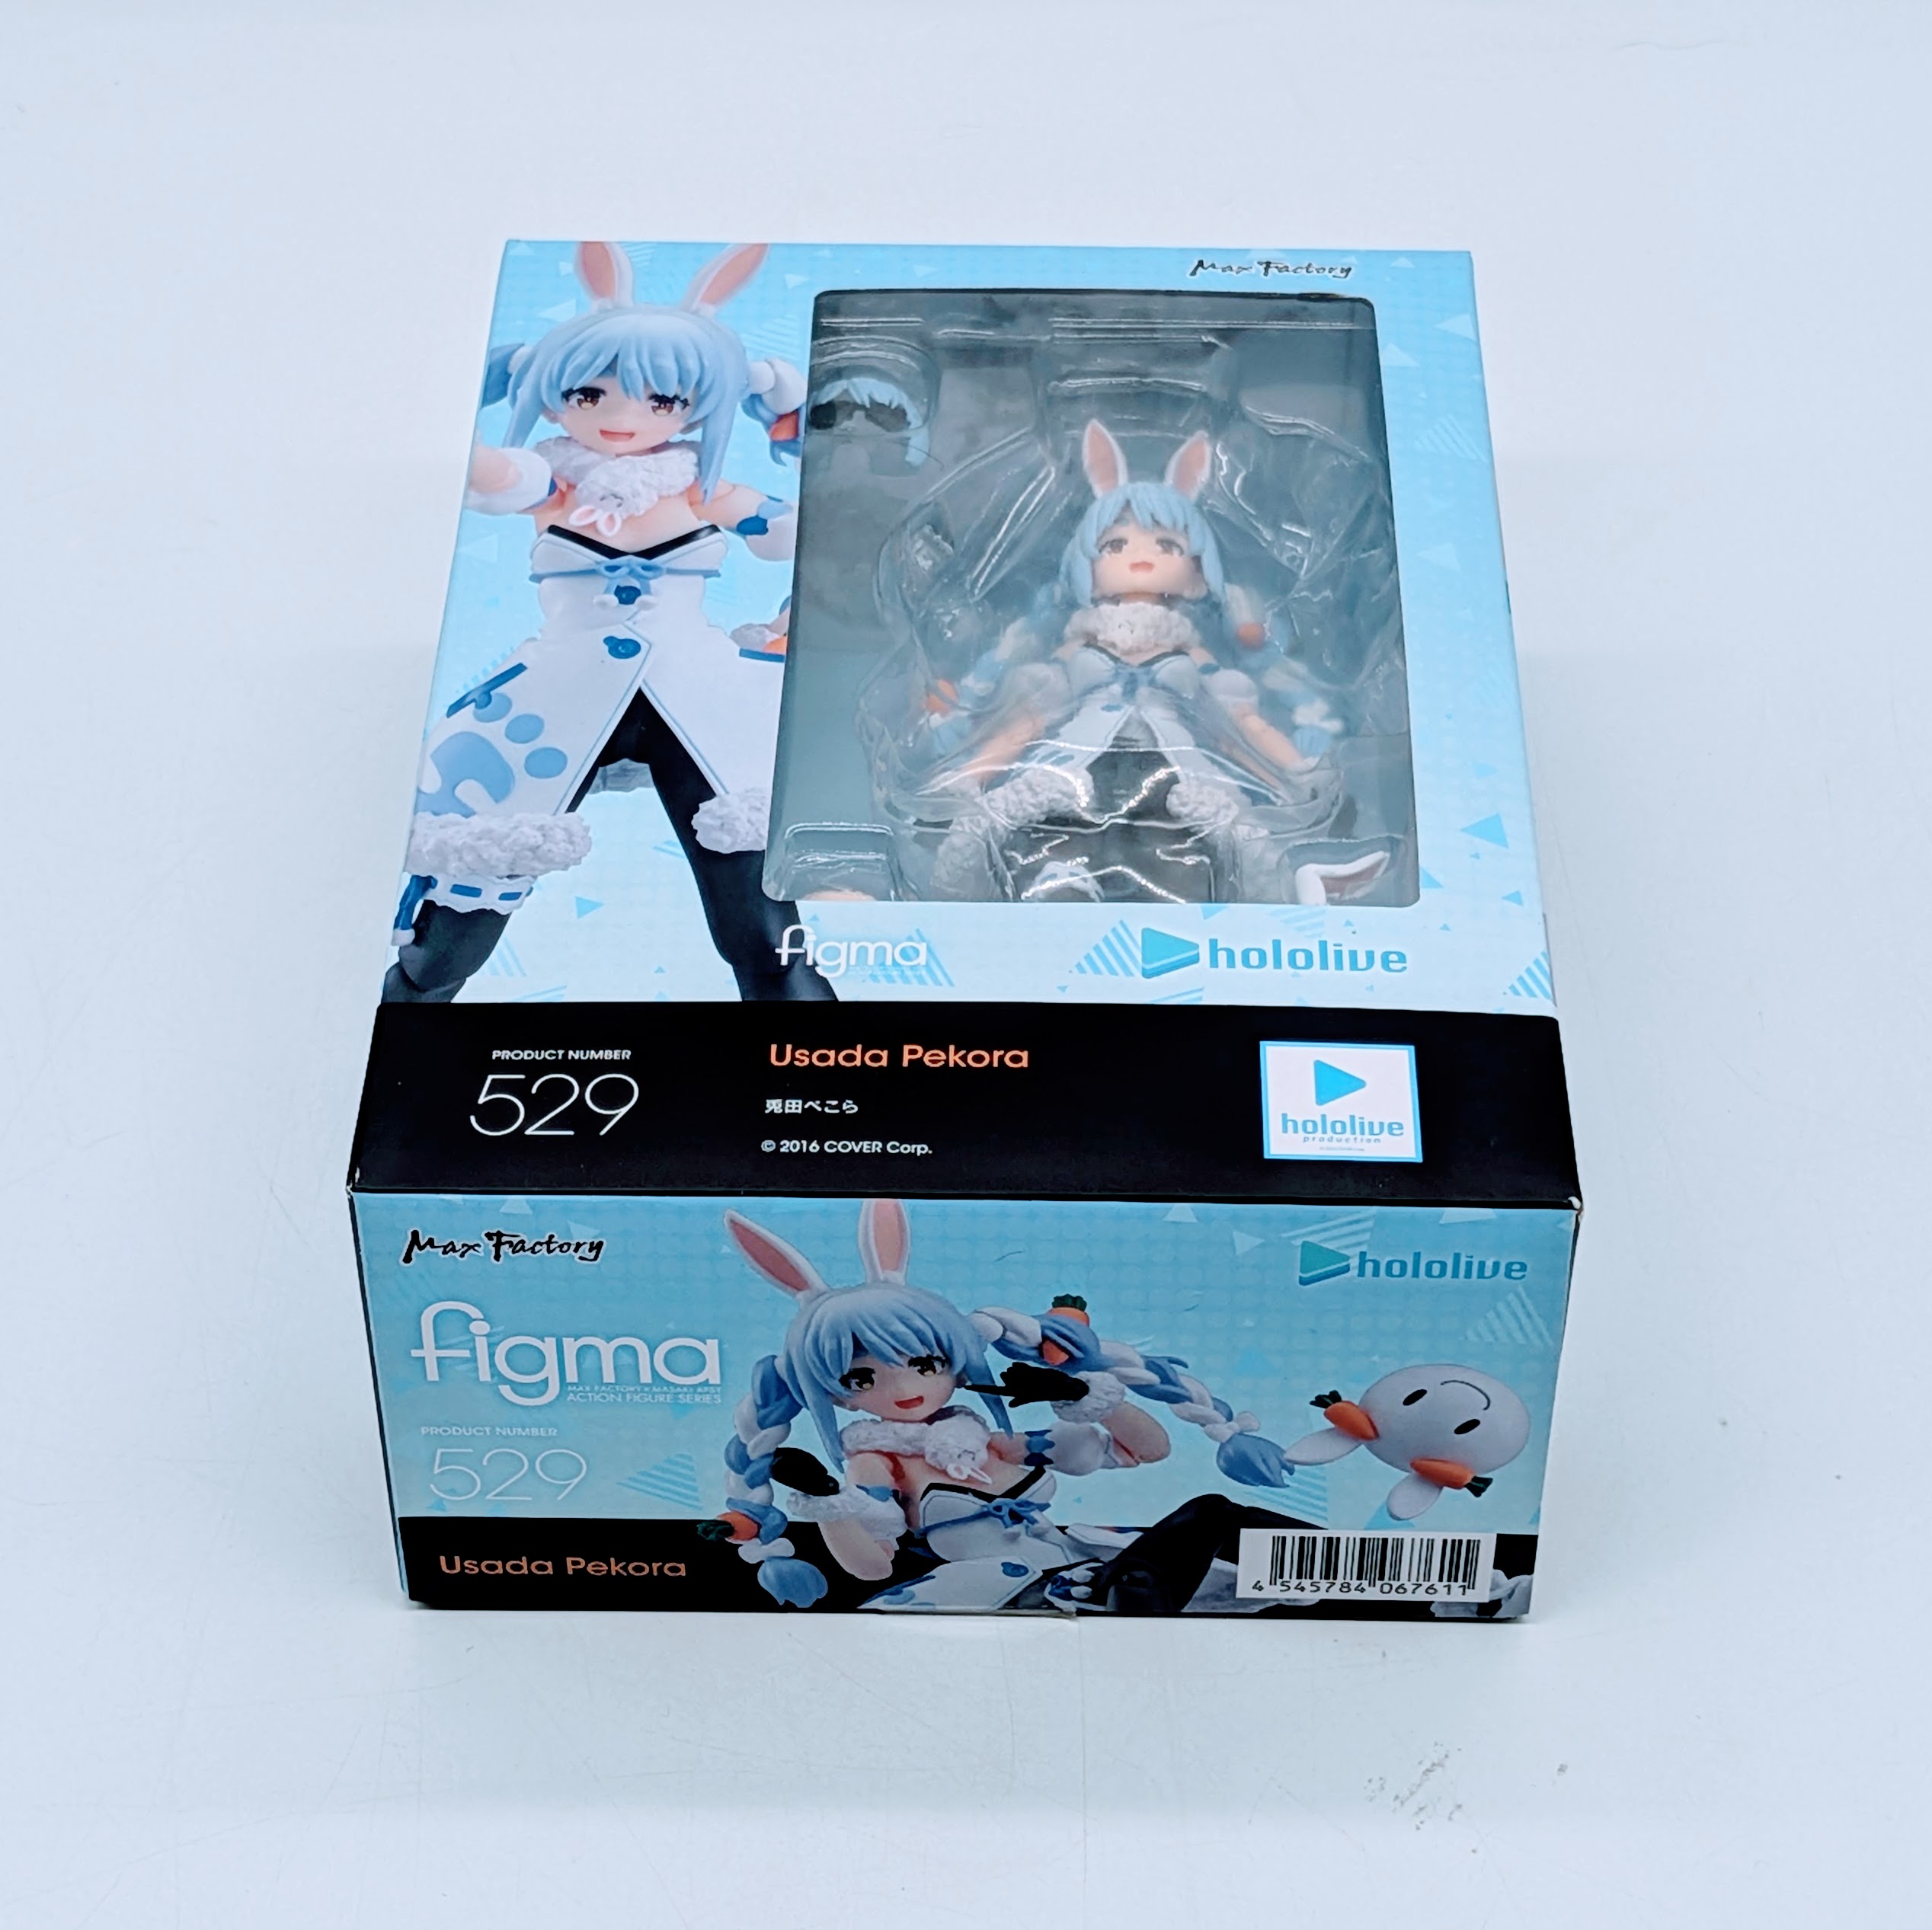 Max Factory
figma
hololive
PRODUCT NUMBER
529
Usada Pekora
兎田ぺこら
© 2016 COVER Corp.
hololive
production
Max Factory
hololive
figma
MAX FACTORY × MASAKI APSY
ACTION FIGURE SERIES
PRODUCT NUMBER
529
Usada Pekora
4 545784 067611